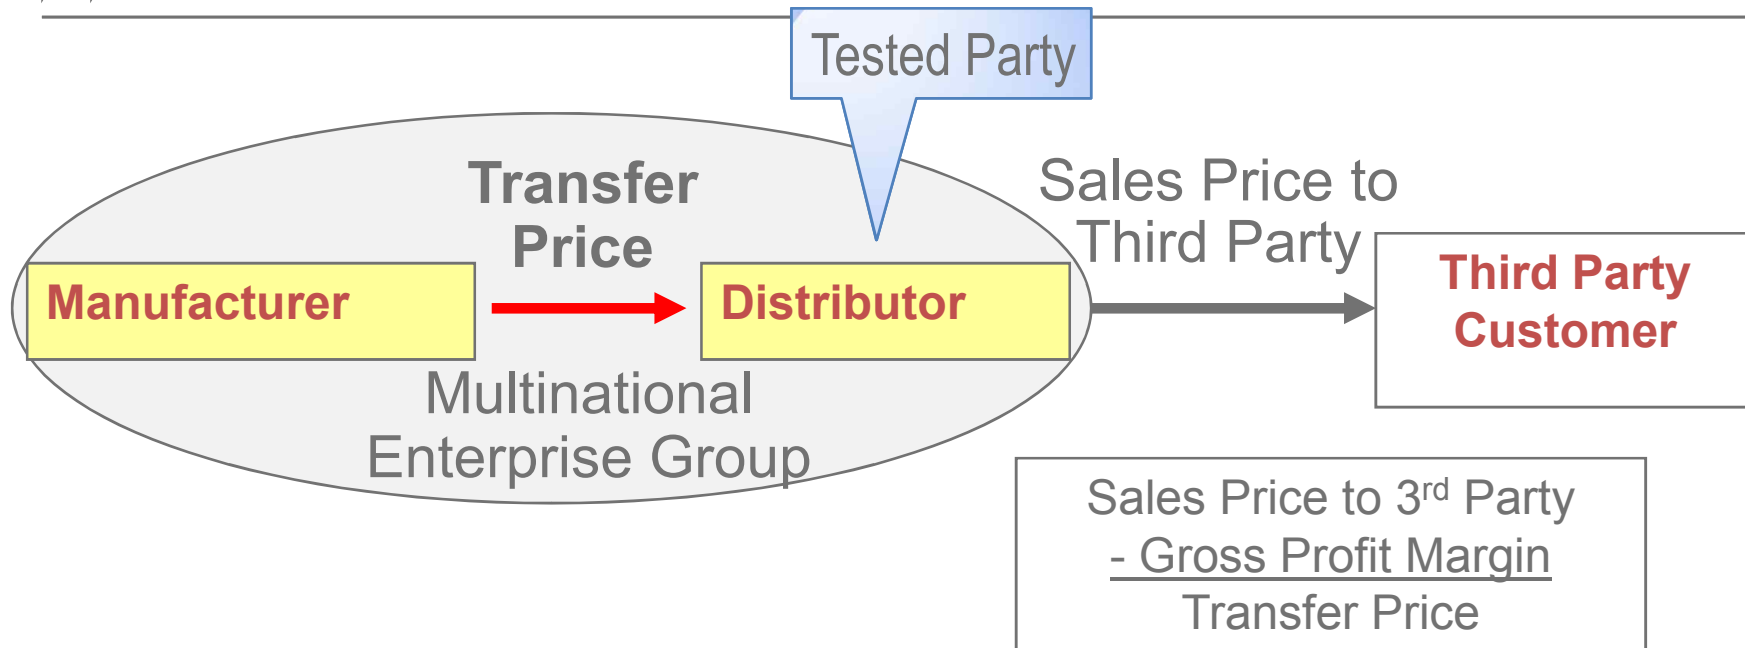 Tested Party
Transfer
Price
Sales Price to
Third Party
Manufacturer
Distributor
Third Party
Customer
Multinational
Enterprise Group
Sales Price to 3rd Party
- Gross Profit Margin
Transfer Price